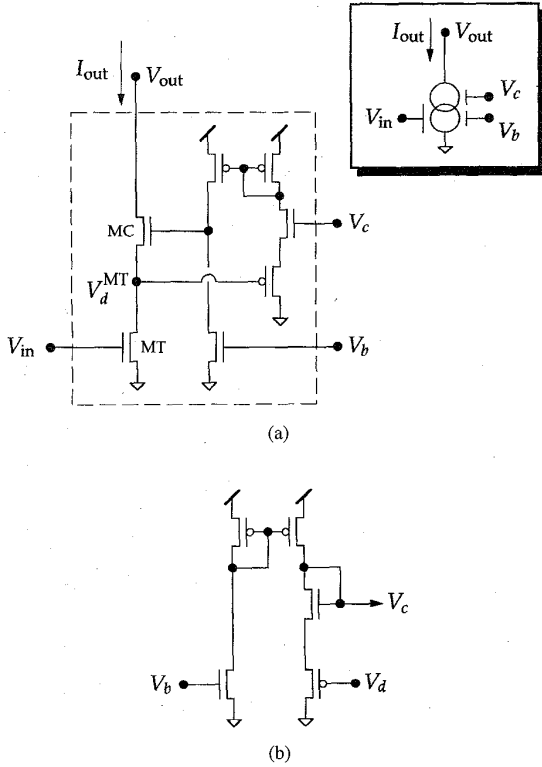 I_out
V_out
MC
V_c
V_d^MT
V_in
MT
V_b
I_out
V_out
V_in
V_c
V_b
(a)
V_c
V_b
V_d
(b)